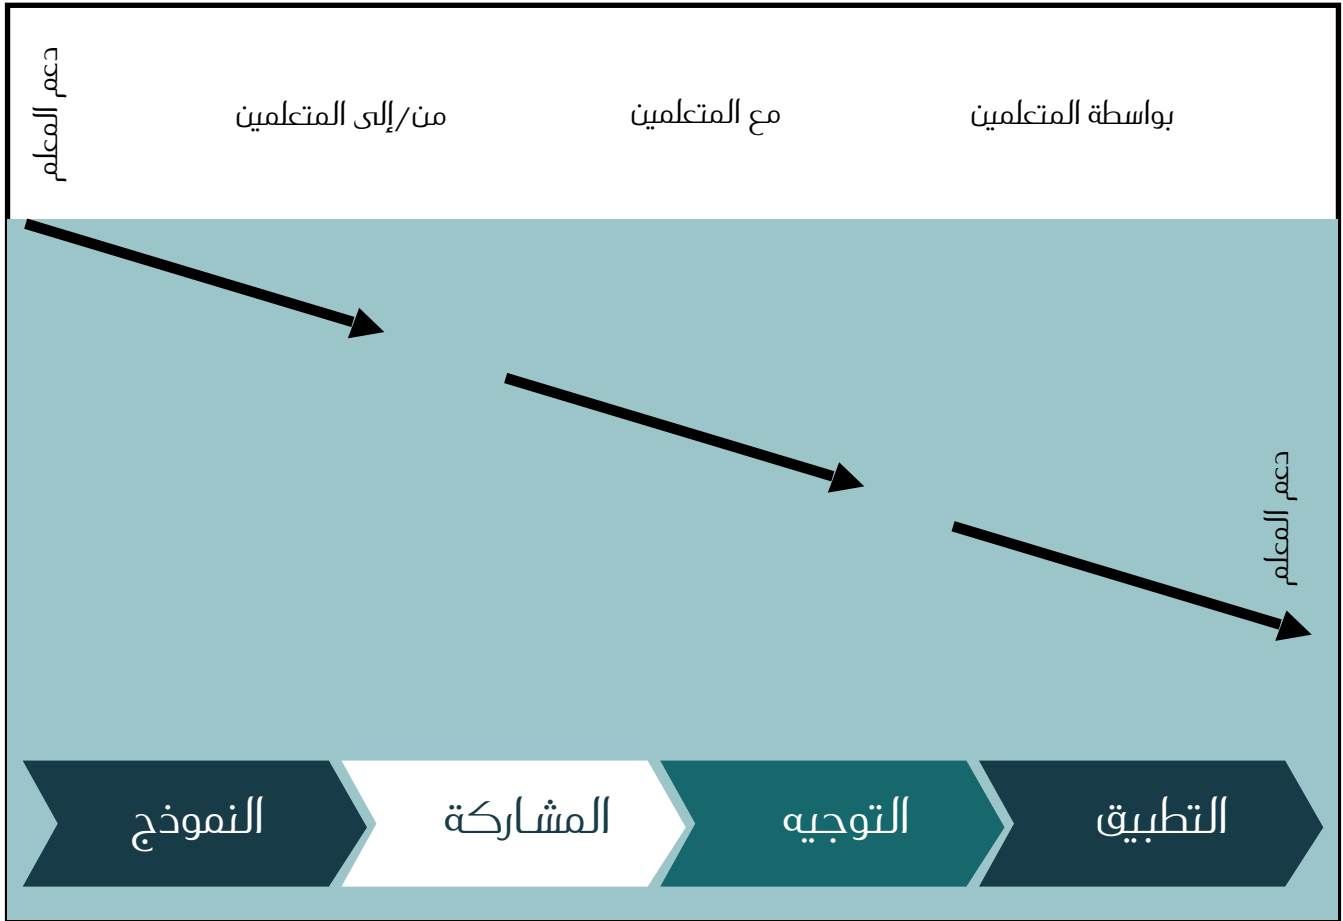 دعم المعلم
من/إلى المتعلمين
مع المتعلمين
بواسطة المتعلمين
دعم المعلم
النموذج
المشاركة
التوجيه
التطبيق